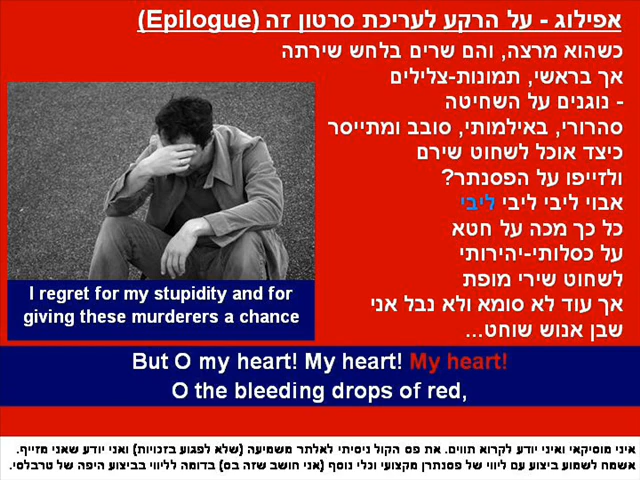 אפילוג - על הרקע לעריכת סרטון זה (Epilogue)
כשהוא מרצה, והם שרים בלחש שירתה
אך בראשי, תמונות-צלילים
- נוגנים על השחיטה
סהרורי, באילמותי, סובב ומתייסר
כיצד אוכל לשחוט שירם
ולזייפו על הפסנתר?
אבוי ליבי ליבי ליבי
כל כך מכה על חטא
על כסלותי-יהירותי
לשחוט שירי מופת
אך עוד לא סומא ולא נבל אני
שבן אנוש שוחט...
I regret for my stupidity and for
giving these murderers a chance
But O my heart! My heart! My heart!
O the bleeding drops of red,
איני מוסיקאי ואיני יודע לקרוא תווים. את פס הקול ניסיתי לאלתר משמיעה (שלא לפגוע בזכויות) ואני יודע שאני מזייף.
אשמח לשמוע ביצוע עם ליווי של פסנתרן מקצועי וכלי נוסף (אני חושב שזה בס) בדומה לליווי בביצוע היפה של טרבלסי.